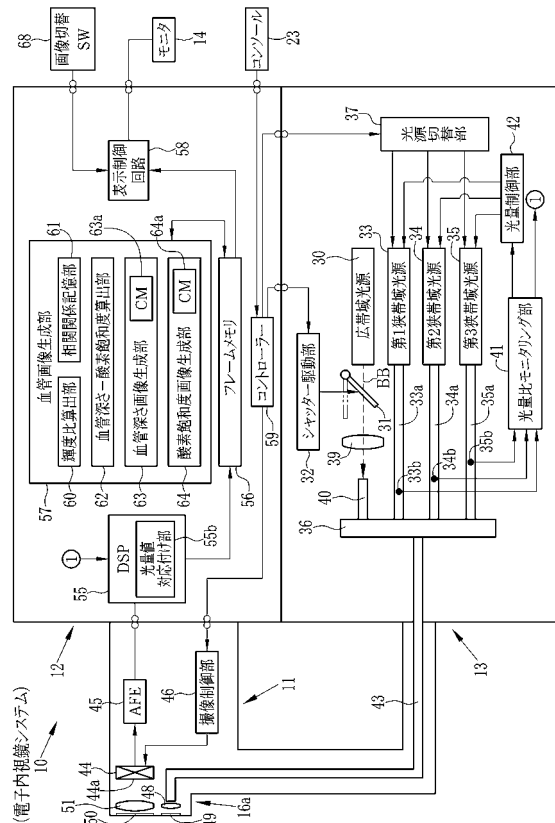 (電子内視鏡システム)
10
12
57
血管画像生成部
60
輝度比算出部
相関関係記憶部
61
62
血管深さ−酸素飽和度算出部
63
血管深さ画像生成部
CM
63a
64
酸素飽和度画像生成部
CM
64a
68
画像切替
SW
14
モニタ
23
コンソール
表示制御
回路
58
1
55
DSP
光量値
対応付け部
55b
フレームメモリ
56
コントローラー
59
45
AFE
46
撮像制御部
11
44
44a
51
50
48
49
16a
43
13
37
光源
切替部
32
シャッター駆動部
30
広帯域光源
BB
31
39
40
36
33
第1狭帯域光源
33a
33b
34
第2狭帯域光源
34a
34b
35
第3狭帯域光源
35a
35b
42
光量制御部
41
光量比モニタリング部
1